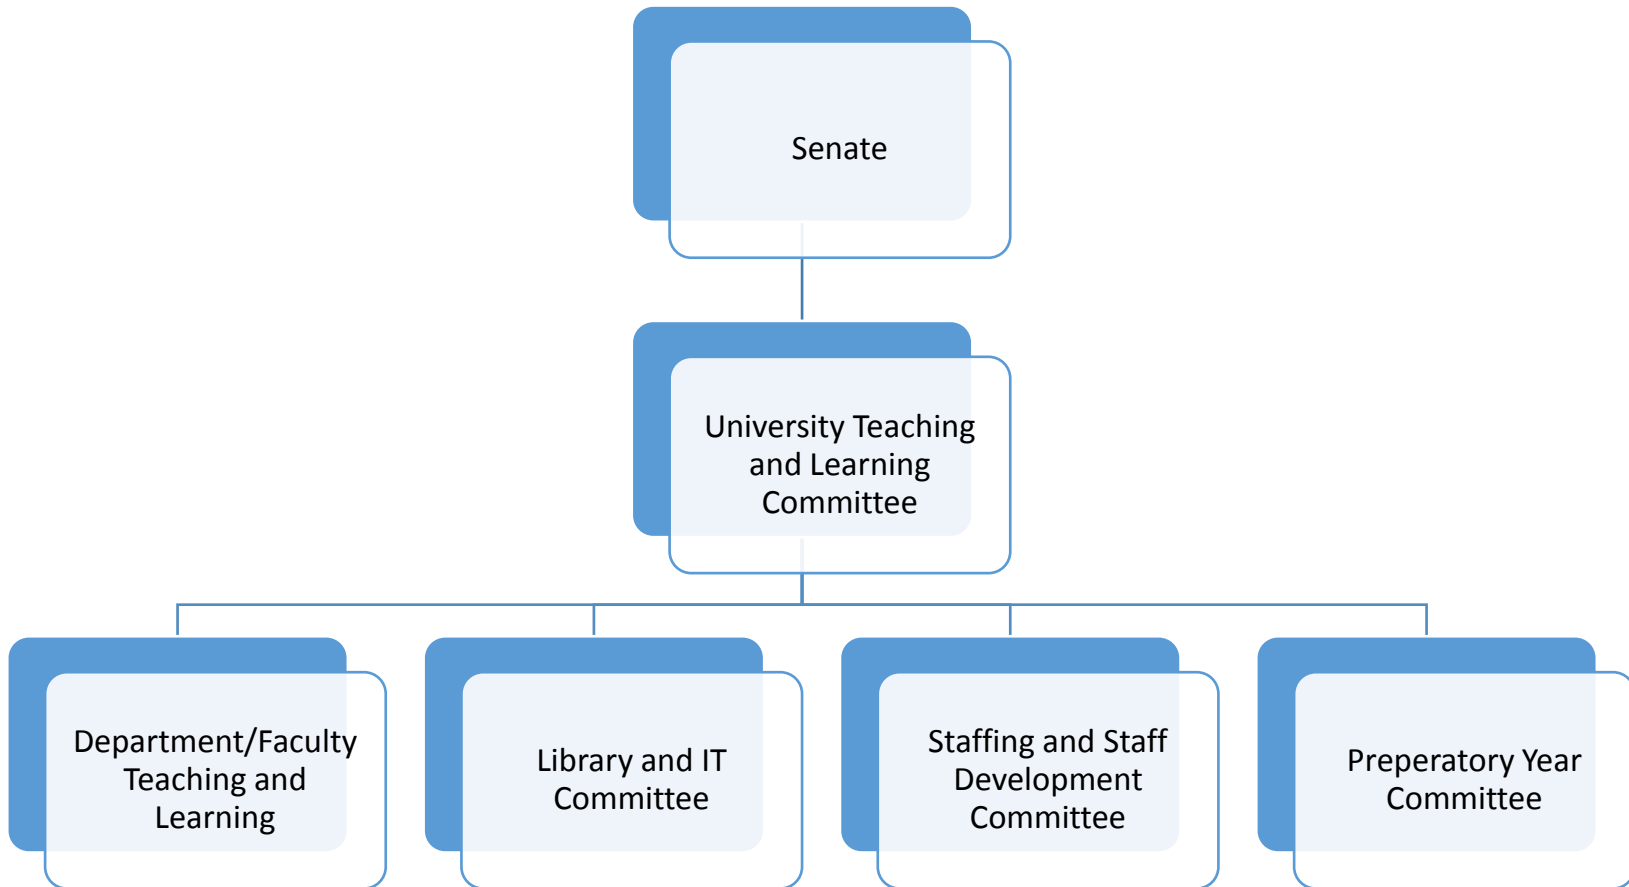 Senate
University Teaching
and Learning
Committee
Department/Faculty
Teaching and
Learning
Library and IT
Committee
Staffing and Staff
Development
Committee
Preperatory Year
Committee